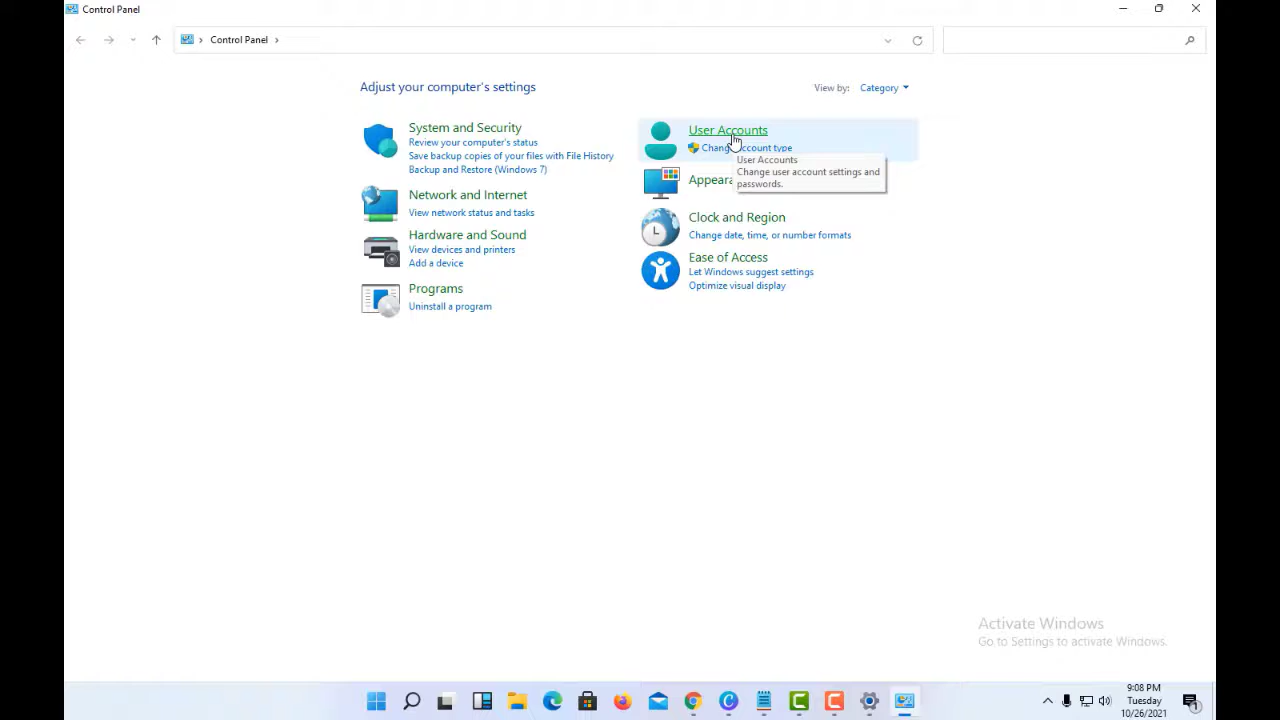 Control Panel
Control Panel
Adjust your computer's settings
View by: Category
System and Security
Review your computer's status
Save backup copies of your files with File History
Backup and Restore (Windows 7)
Network and Internet
View network status and tasks
Hardware and Sound
View devices and printers
Add a device
Programs
Uninstall a program
User Accounts
Change account type
User Accounts
Change user account settings and
passwords.
Appeara
Clock and Region
Change date, time, or number formats
Ease of Access
Let Windows suggest settings
Optimize visual display
Activate Windows
Go to Settings to activate Windows.
9:08 PM
Tuesday
10/26/2021
1